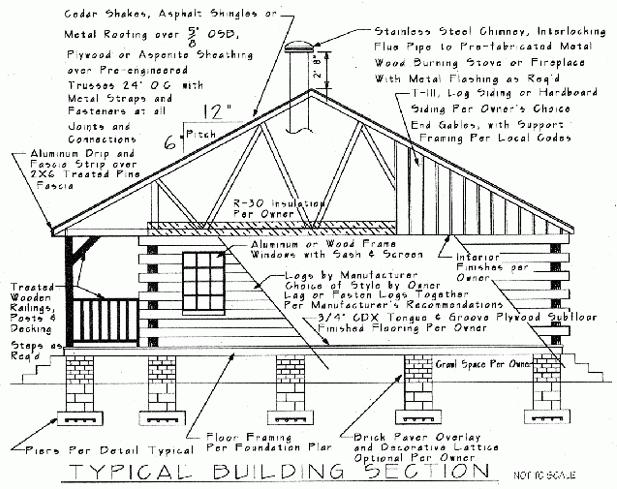 Cedar Shakes, Asphalt Shingles or
Metal Roofing over 5/8" OSB,
Plywood or Aspenite Sheathing
over Pre-engineered
Trusses 24" O C with
Metal Straps and
Fasteners at all
Joints and
Connections
Aluminum Drip and
Fascia Strip over
2X6 Treated Pine
Fascia
12"
6" Pitch
2' 8"
Stainless Steel Chimney, Interlocking
Flue Pipe to Pre-fabricated Metal
Wood Burning Stove or Fireplace
With Metal Flashing as Req'd
T-111, Log Siding or Hardboard
Siding Per Owner's Choice
End Gables, with Support
Framing Per Local Codes
R-30 Insulation
Per Owner
Aluminum or Wood Frame
Windows with Sash & Screen
Interior
Finishes per
Owner
Logs by Manufacturer
Choice of Style by Owner
Lag or Fasten Logs Together
Per Manufacturer's Recommendations
3/4" CDX Tongue & Groove Plywood Subfloor
Finished Flooring Per Owner
Treated
Wooden
Railings,
Posts &
Decking
Steps as
Req'd
Crawl Space Per Owner
Piers Per Detail Typical
Floor Framing
Per Foundation Plan
Brick Paver Overlay
and Decorative Lattice
Optional Per Owner
TYPICAL BUILDING SECTION
NOT TO SCALE